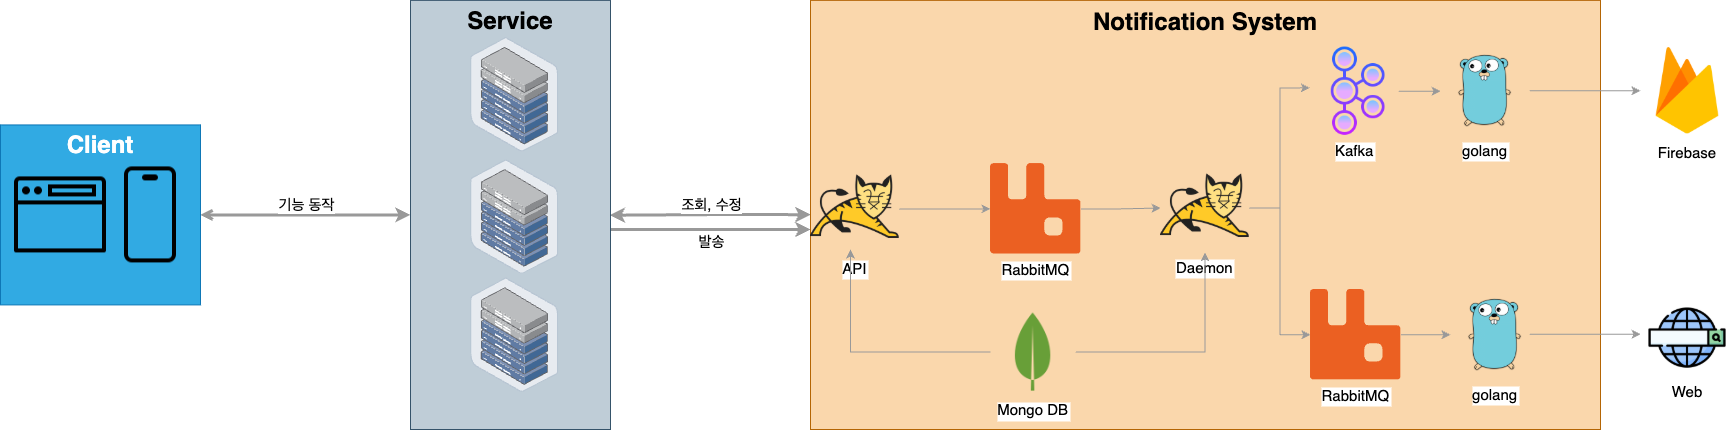 Client
기능 동작
Service
조회, 수정
발송
Notification System
API
RabbitMQ
Daemon
Mongo DB
Kafka
golang
Firebase
RabbitMQ
golang
Web